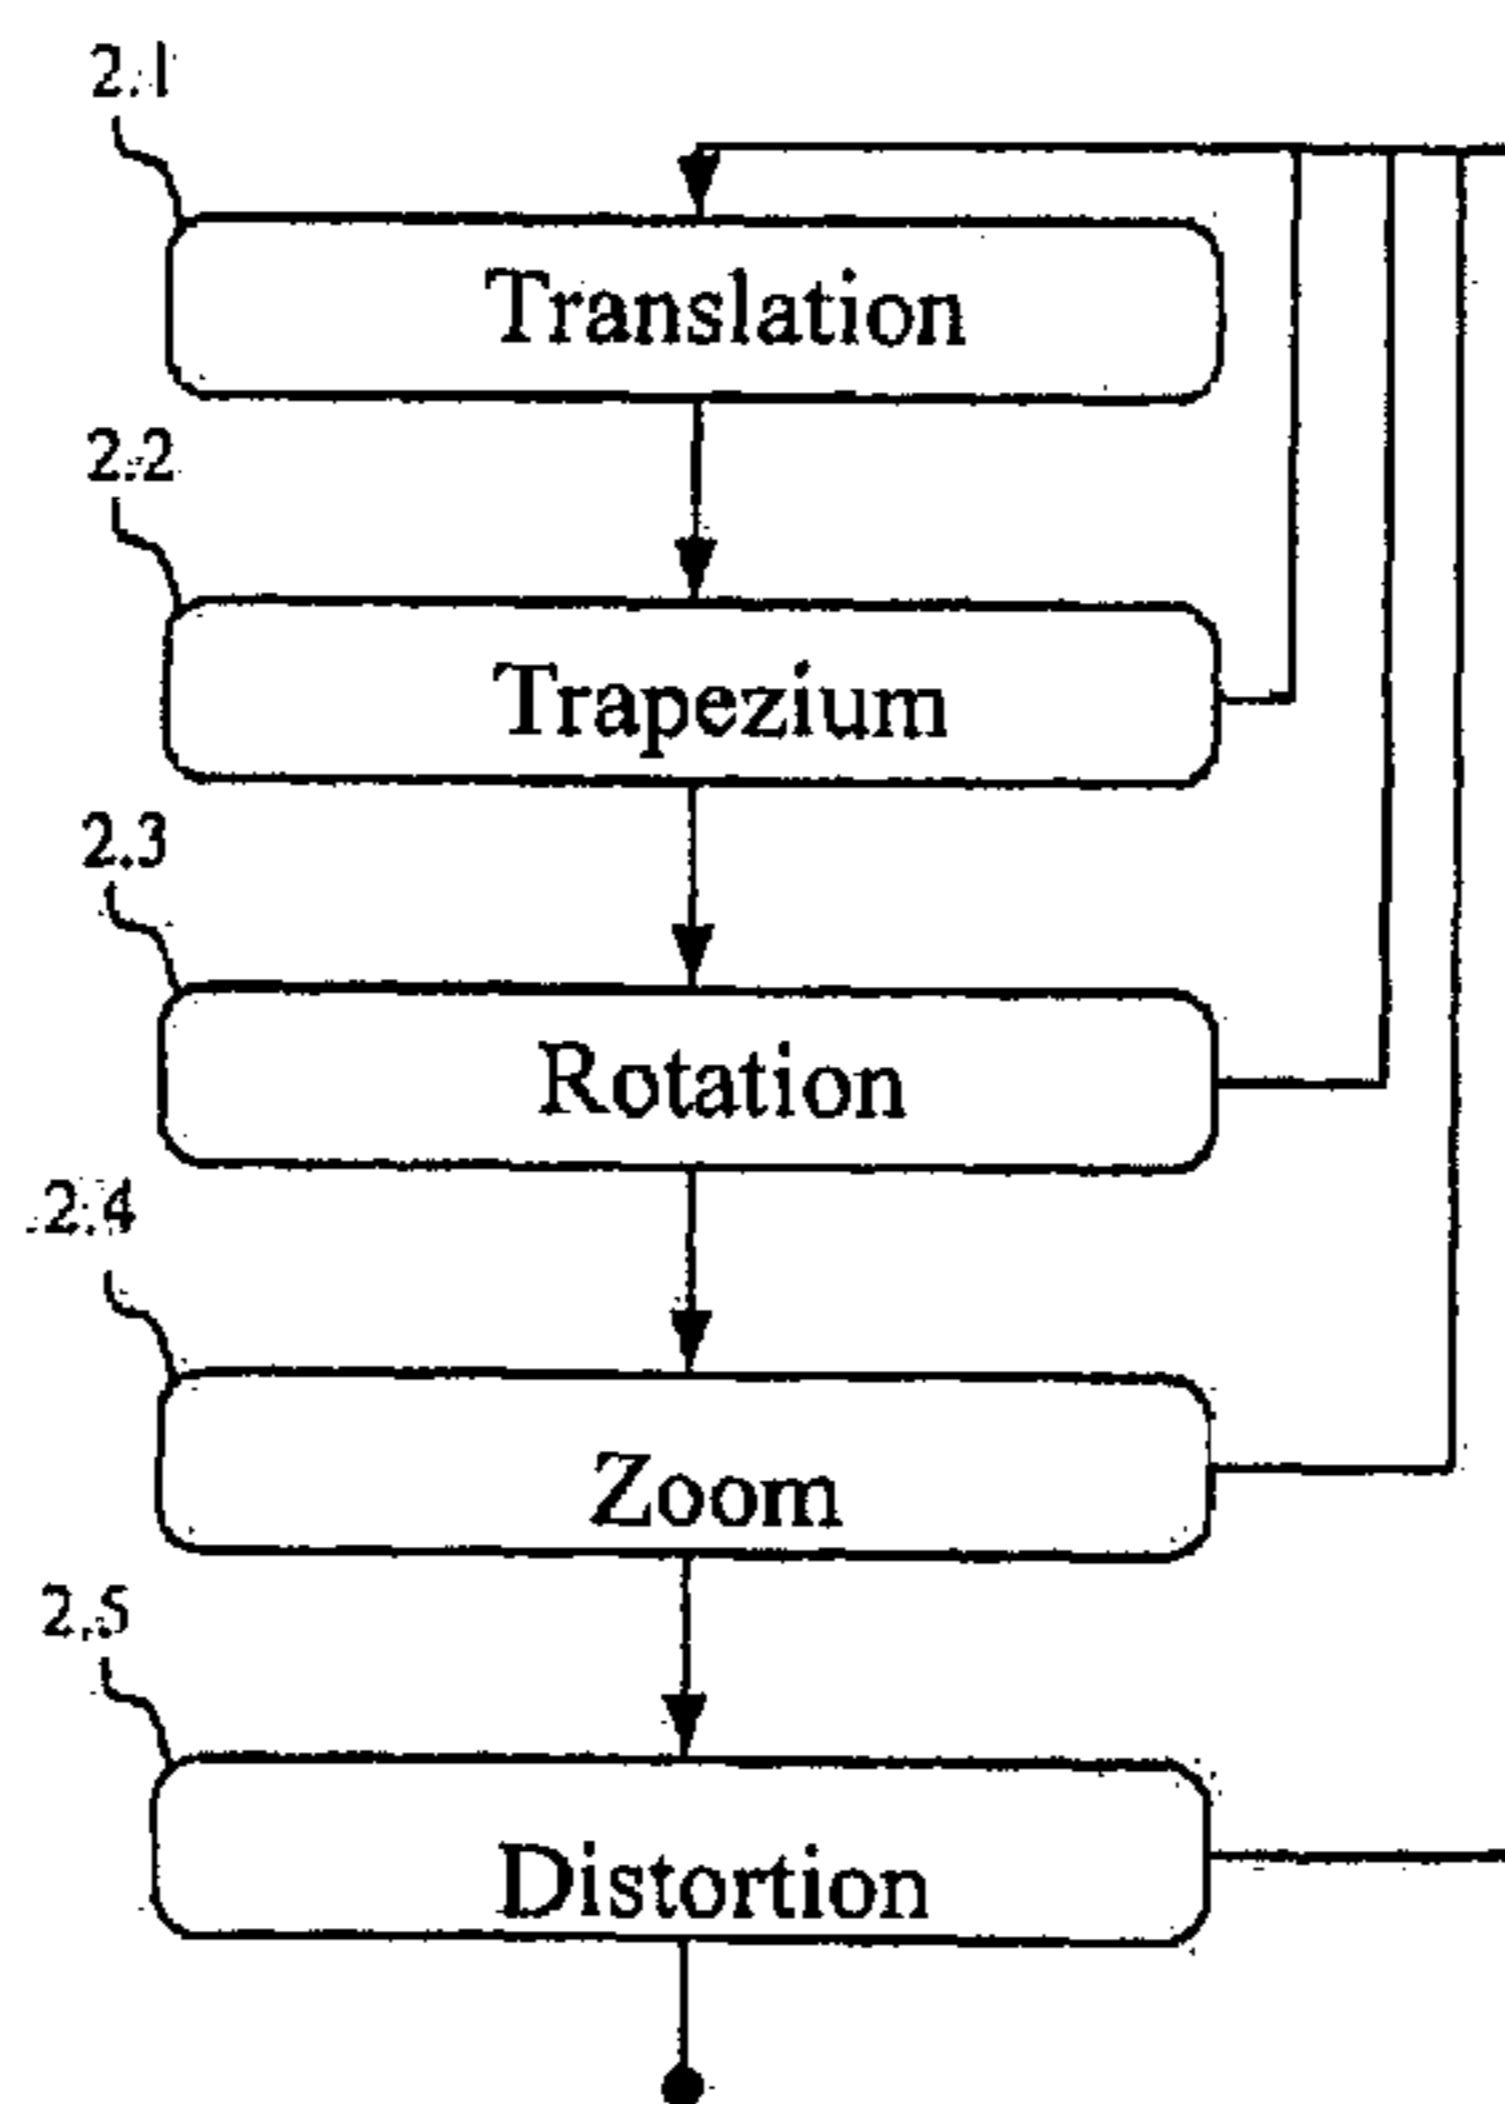 2.1
Translation
2.2
Trapezium
2.3
Rotation
2.4
Zoom
2.5
Distortion